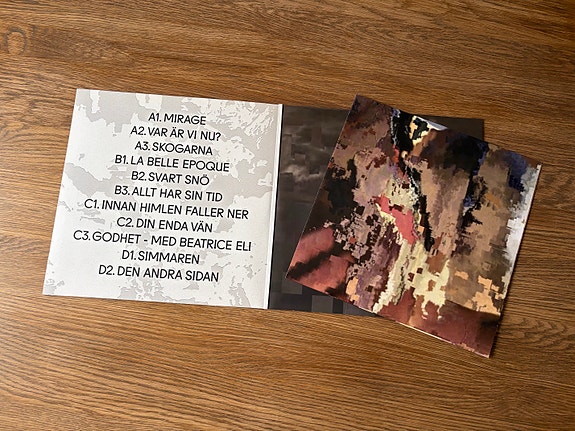 A1. MIRAGE
A2. VAR ÄR VI NU?
A3. SKOGARNA
B1. LA BELLE EPOQUE
B2. SVART SNÖ
B3. ALLT HAR SIN TID
C1. INNAN HIMLEN FALLER NER
C2. DIN ENDA VÄN
C3. GODHET - MED BEATRICE ELI
D1. SIMMAREN
D2. DEN ANDRA SIDAN